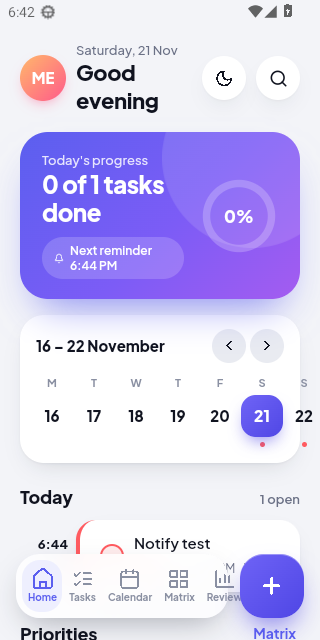 6:42
Saturday, 21 Nov
ME
Good
evening
Today's progress
0 of 1 tasks
done
0%
Next reminder
6:44 PM
16 – 22 November
M T W T F S S
16 17 18 19 20 21 22
Today
1 open
6:44
Notify test
Home Tasks Calendar Matrix Review
+
Priorities
Matrix